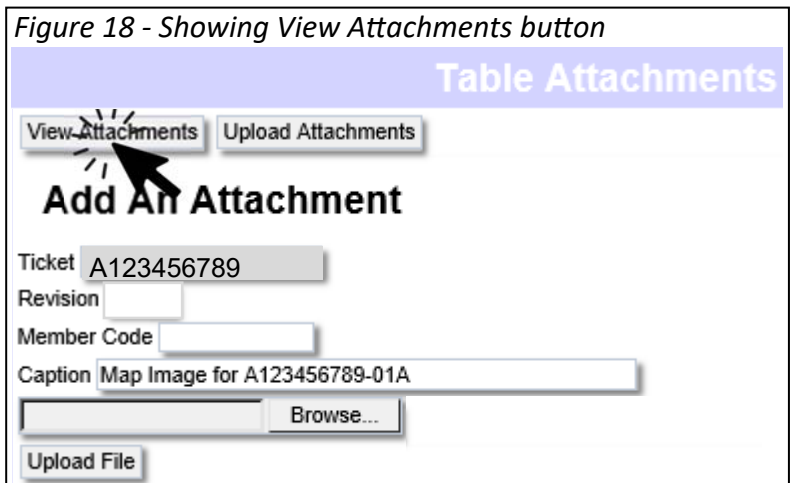 Figure 18 - Showing View Attachments button
Table Attachments
View Attachments Upload Attachments
Add An Attachment
Ticket A123456789
Revision
Member Code
Caption Map Image for A123456789-01A
Browse...
Upload File